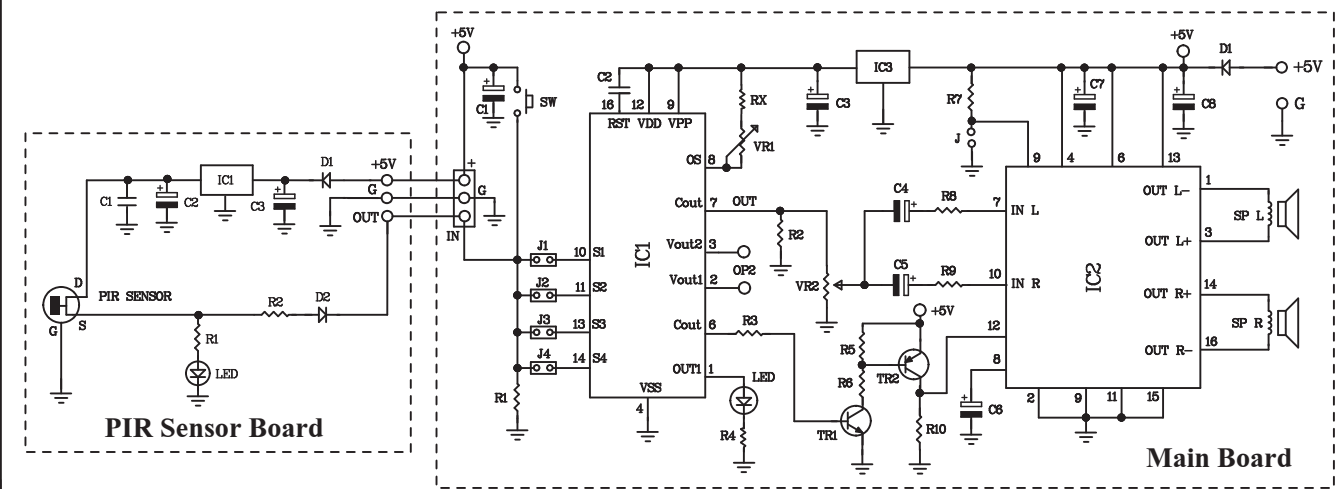 PIR Sensor Board
C1
C2
IC1
C3
D1
+5V
G
OUT
D
PIR SENSOR
G
S
R1
LED
R2
D2
Main Board
+5V
C1
SW
+
G
IN
J1
J2
J3
J4
R1
C2
16
12
9
RST
VDD
VPP
IC1
10
S1
11
S2
13
S3
14
S4
VSS
4
OS
8
Cout
7
OUT
Vout2
3
Vout1
2
OP2
Cout
6
R3
OUT1
1
LED
R4
RX
VR1
C3
IC3
R2
VR2
C4
R8
C5
R9
+5V
R5
R6
TR2
TR1
R10
C6
R7
J
C7
+5V
C8
D1
+5V
G
9
4
6
13
7
IN L
10
IN R
12
8
IC2
2
9
11
15
OUT L-
1
OUT L+
3
SP L
OUT R+
14
OUT R-
16
SP R
+
+
+
+
+
+
+
+
+